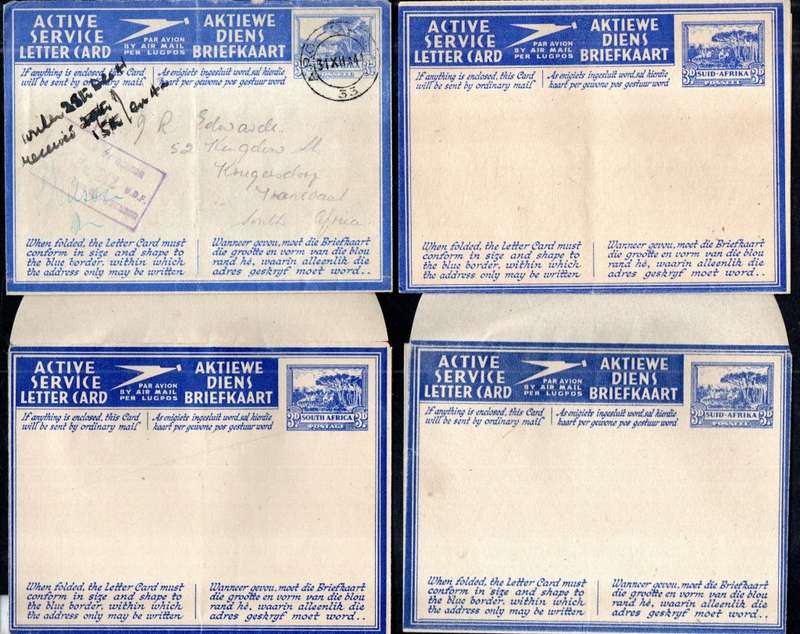 ACTIVE
SERVICE
LETTER CARD
PAR AVION
BY AIR MAIL
PER LUGPOS
AKTIEWE
DIENS
BRIEFKAART
3D 3D
POSTAGE
If anything is enclosed, this Card
will be sent by ordinary mail
As enigiets ingesluit word, sal hierdie
kaart per gewone pos gestuur word
31 XII 41
33
written 28th Dec 41
received
15th Jan 42
J R Edwards.
52 Kingdon St
Krugersdorp
Transvaal
South Africa
U.D.F.
When folded, the Letter Card must
conform in size and shape to
the blue border, within which
the address only may be written
Wanneer gevou, moet die Briefkaart
die grootte en vorm van die blou
rand hê, waarin alleenlik die
adres geskryf moet word..
ACTIVE
SERVICE
LETTER CARD
PAR AVION
BY AIR MAIL
PER LUGPOS
AKTIEWE
DIENS
BRIEFKAART
3D 3D
SUID-AFRIKA
POSSEEL
If anything is enclosed, this Card
will be sent by ordinary mail
As enigiets ingesluit word, sal hierdie
kaart per gewone pos gestuur word
When folded, the Letter Card must
conform in size and shape to
the blue border, within which
the address only may be written
Wanneer gevou, moet die Briefkaart
die grootte en vorm van die blou
rand hê, waarin alleenlik die
adres geskryf moet word..
ACTIVE
SERVICE
LETTER CARD
PAR AVION
BY AIR MAIL
PER LUGPOS
AKTIEWE
DIENS
BRIEFKAART
3D 3D
SOUTH AFRICA
POSTAGE
If anything is enclosed, this Card
will be sent by ordinary mail
As enigiets ingesluit word, sal hierdie
kaart per gewone pos gestuur word
When folded, the Letter Card must
conform in size and shape to
the blue border, within which
the address only may be written
Wanneer gevou, moet die Briefkaart
die grootte en vorm van die blou
rand hê, waarin alleenlik die
adres geskryf moet word..
ACTIVE
SERVICE
LETTER CARD
PAR AVION
BY AIR MAIL
PER LUGPOS
AKTIEWE
DIENS
BRIEFKAART
3D 3D
SUID-AFRIKA
POSSEEL
If anything is enclosed, this Card
will be sent by ordinary mail
As enigiets ingesluit word, sal hierdie
kaart per gewone pos gestuur word
When folded, the Letter Card must
conform in size and shape to
the blue border, within which
the address only may be written
Wanneer gevou, moet die Briefkaart
die grootte en vorm van die blou
rand hê, waarin alleenlik die
adres geskryf moet word..